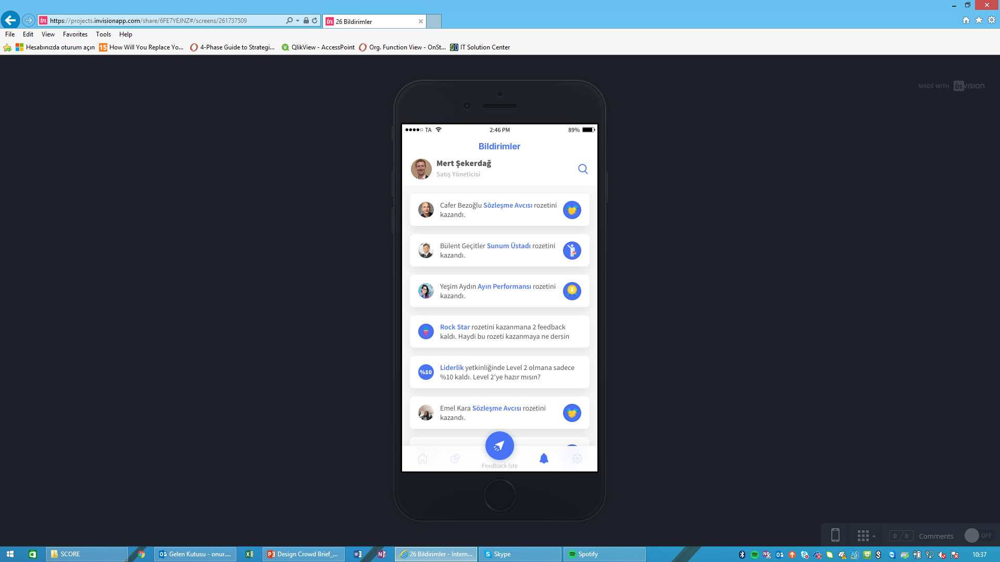 https://projects.invisionapp.com/share/6FE7YEJNZ#/screens/261737509
in 26 Bildirimler
File Edit View Favorites Tools Help
Hesabınızda oturum açın
15 How Will You Replace Yo...
4-Phase Guide to Strategi...
QlikView - AccessPoint
Org. Function View - OnSt...
IT Solution Center
MADE WITH invision
TA 2:46 PM 89%
Bildirimler
Mert Şekerdağ
Satış Yöneticisi
Cafer Bezoğlu Sözleşme Avcısı rozetini
kazandı.
Bülent Geçitler Sunum Üstadı rozetini
kazandı.
Yeşim Aydın Ayın Performansı rozetini
kazandı.
1
Rock Star rozetini kazanmana 2 feedback
kaldı. Haydi bu rozeti kazanmaya ne dersin
%10
Liderlik yetkinliğinde Level 2 olmana sadece
%10 kaldı. Level 2'ye hazır mısın?
Emel Kara Sözleşme Avcısı rozetini
kazandı.
Feedback İste
0 / 0 Comments OFF
SCORE
Gelen Kutusu - onur....
Design Crowd Brief_...
26 Bildirimler - Intern...
Skype
Spotify
10:37